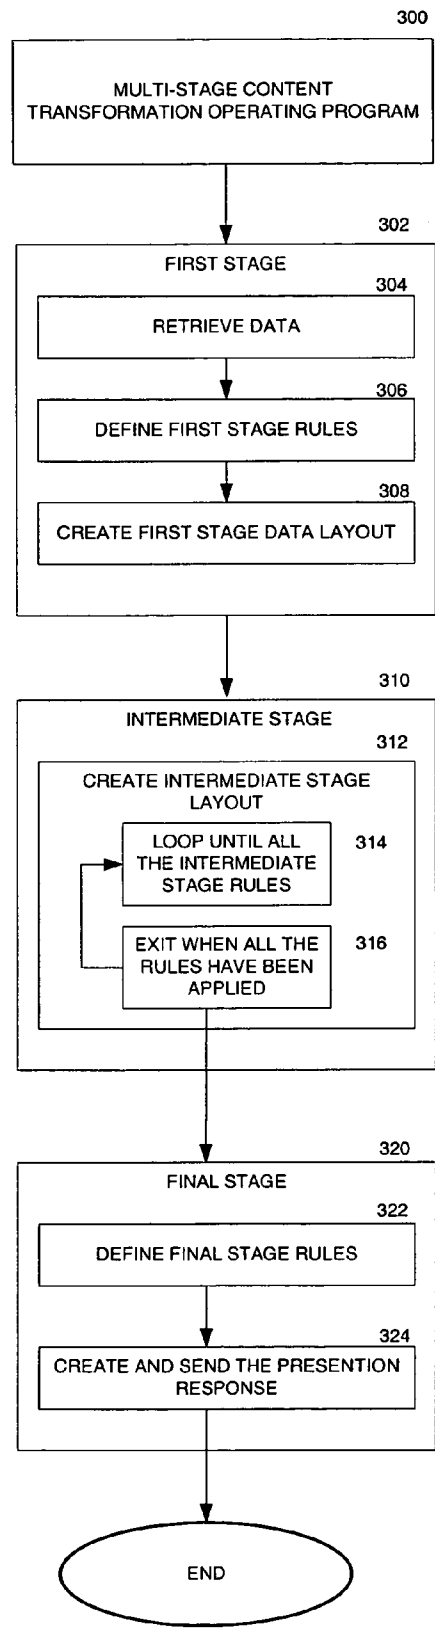 300
MULTI-STAGE CONTENT
TRANSFORMATION OPERATING PROGRAM
302
FIRST STAGE
304
RETRIEVE DATA
306
DEFINE FIRST STAGE RULES
308
CREATE FIRST STAGE DATA LAYOUT
310
INTERMEDIATE STAGE
312
CREATE INTERMEDIATE STAGE
LAYOUT
LOOP UNTIL ALL
THE INTERMEDIATE
STAGE RULES
314
EXIT WHEN ALL THE
RULES HAVE BEEN
APPLIED
316
320
FINAL STAGE
322
DEFINE FINAL STAGE RULES
324
CREATE AND SEND THE PRESENTION
RESPONSE
END